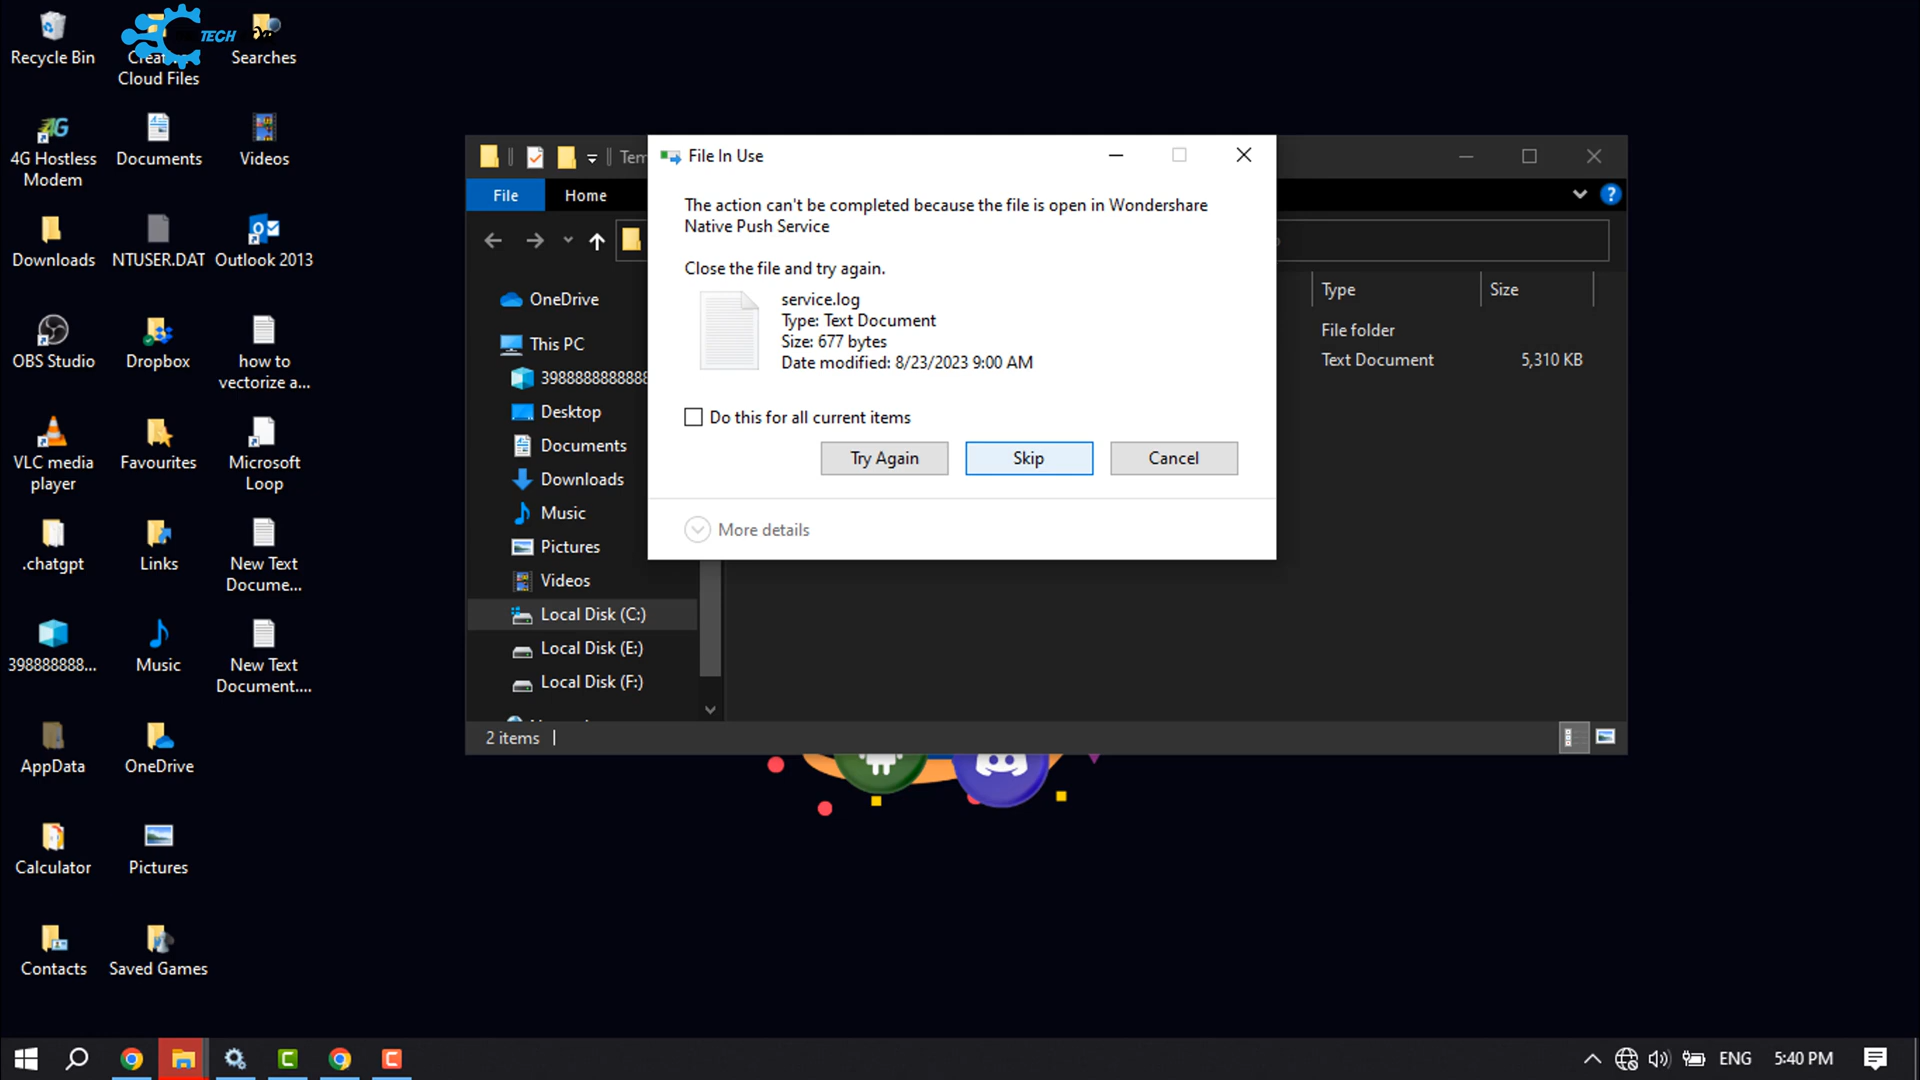 Recycle Bin
Cloud Files
Searches
TECH
4G Hostless
Modem
Documents
Videos
Downloads
NTUSER.DAT
Outlook 2013
OBS Studio
Dropbox
how to
vectorize a...
VLC media
player
Favourites
Microsoft
Loop
.chatgpt
Links
New Text
Docume...
398888888...
Music
New Text
Document....
AppData
OneDrive
Calculator
Pictures
Contacts
Saved Games
File
Home
OneDrive
This PC
Desktop
Documents
Downloads
Music
Pictures
Videos
Local Disk (C:)
Local Disk (E:)
Local Disk (F:)
2 items
Type
Size
File folder
Text Document
5,310 KB
File In Use
The action can't be completed because the file is open in Wondershare
Native Push Service
Close the file and try again.
service.log
Type: Text Document
Size: 677 bytes
Date modified: 8/23/2023 9:00 AM
Do this for all current items
Try Again
Skip
Cancel
More details
ENG
5:40 PM